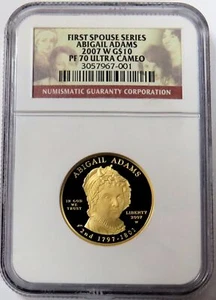 FIRST SPOUSE SERIES
ABIGAIL ADAMS
2007 W G$10
PF 70 ULTRA CAMEO
3057967-001
NUMISMATIC GUARANTY CORPORATION
ABIGAIL ADAMS
IN GOD
WE TRUST
LIBERTY
2007
W
2nd 1797-1801